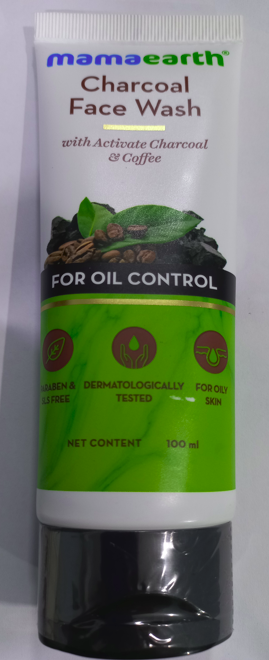 mamaearth®
Charcoal
Face Wash
with Activate Charcoal
& Coffee
FOR OIL CONTROL
DERMATOLOGICALLY
TESTED
FOR OILY
SKIN
& 
FREE
NET CONTENT 100 ml